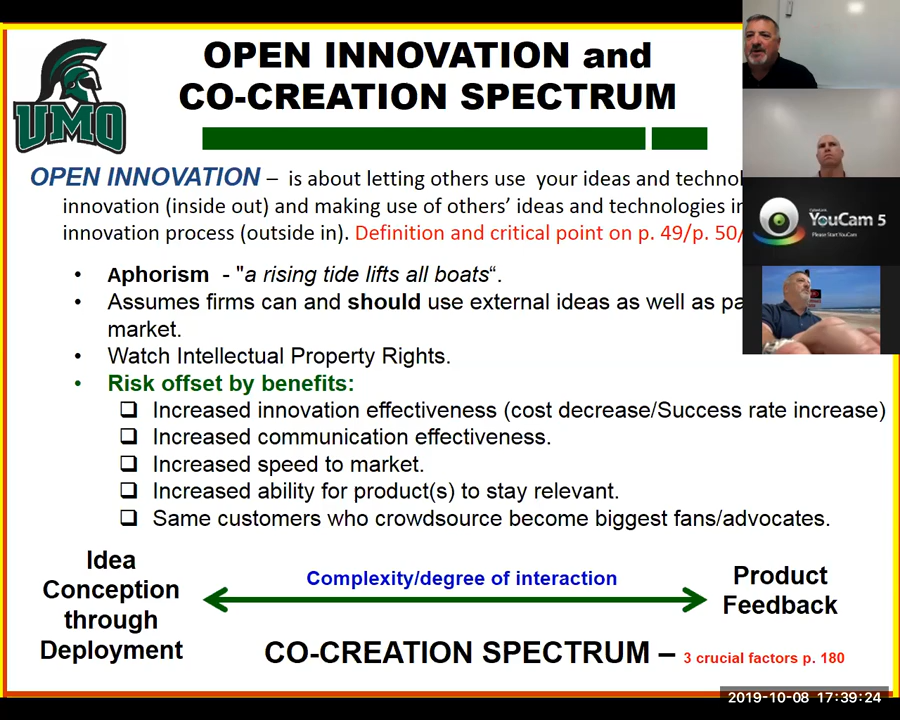 OPEN INNOVATION and
CO-CREATION SPECTRUM
UMO
OPEN INNOVATION – is about letting others use your ideas and
innovation (inside out) and making use of others' ideas and technologies
innovation process (outside in). Definition and critical point on p. 49/p. 50/
• Aphorism - "a rising tide lifts all boats“.
• Assumes firms can and should use external ideas as well as
market.
• Watch Intellectual Property Rights.
• Risk offset by benefits:
❑ Increased innovation effectiveness (cost decrease/Success rate increase)
❑ Increased communication effectiveness.
❑ Increased speed to market.
❑ Increased ability for product(s) to stay relevant.
❑ Same customers who crowdsource become biggest fans/advocates.
Idea
Conception
through
Deployment
Complexity/degree of interaction
Product
Feedback
CO-CREATION SPECTRUM – 3 crucial factors p. 180
YouCam 5
Please Start YouCam
2019-10-08 17:39:24